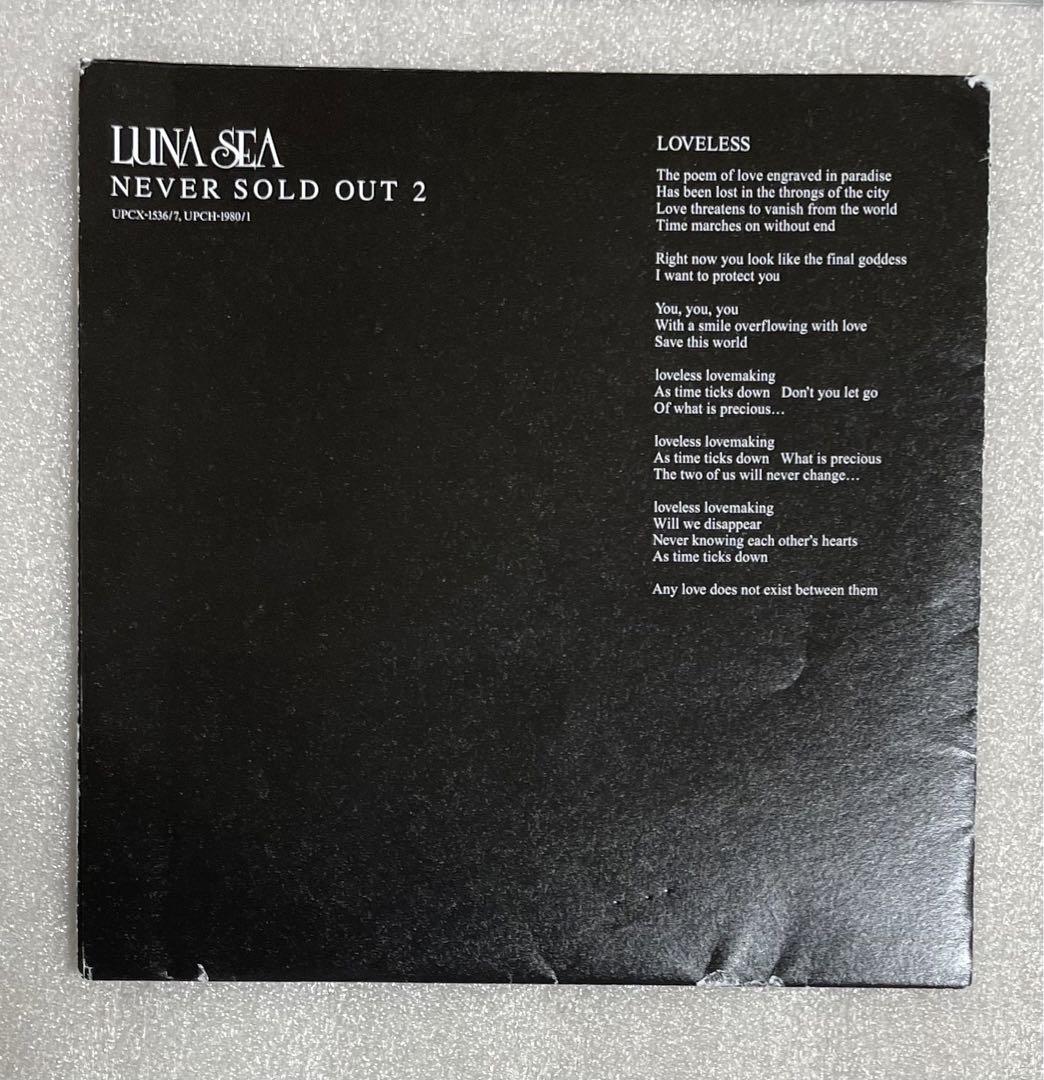 LUNA SEA
NEVER SOLD OUT 2
UPCX-1536/7, UPCH-1980/1
LOVELESS
The poem of love engraved in paradise
Has been lost in the throngs of the city
Love threatens to vanish from the world
Time marches on without end
Right now you look like the final goddess
I want to protect you
You, you, you
With a smile overflowing with love
Save this world
loveless lovemaking
As time ticks down   Don't you let go
Of what is precious...
loveless lovemaking
As time ticks down   What is precious
The two of us will never change...
loveless lovemaking
Will we disappear
Never knowing each other's hearts
As time ticks down
Any love does not exist between them